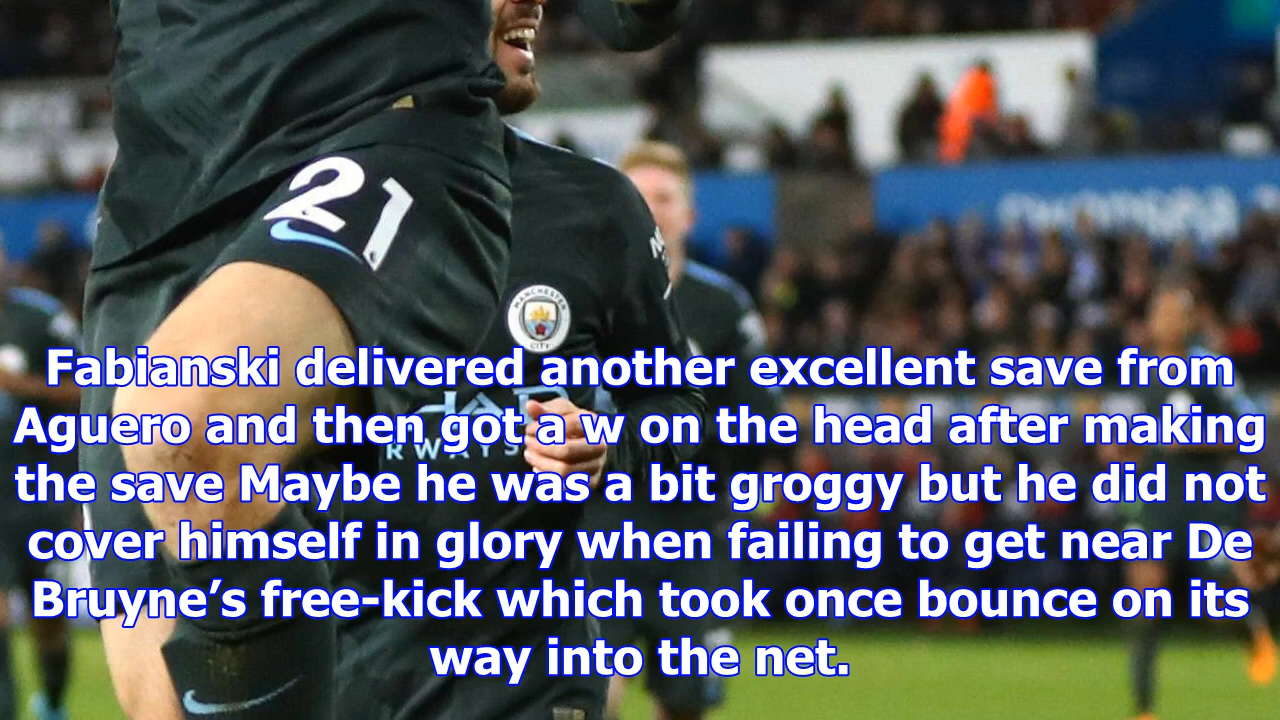 21
MANCHESTER
CITY
Fabianski delivered another excellent save from
Aguero and then got a w on the head after making
the save Maybe he was a bit groggy but he did not
cover himself in glory when failing to get near De
Bruyne’s free-kick which took once bounce on its
way into the net.